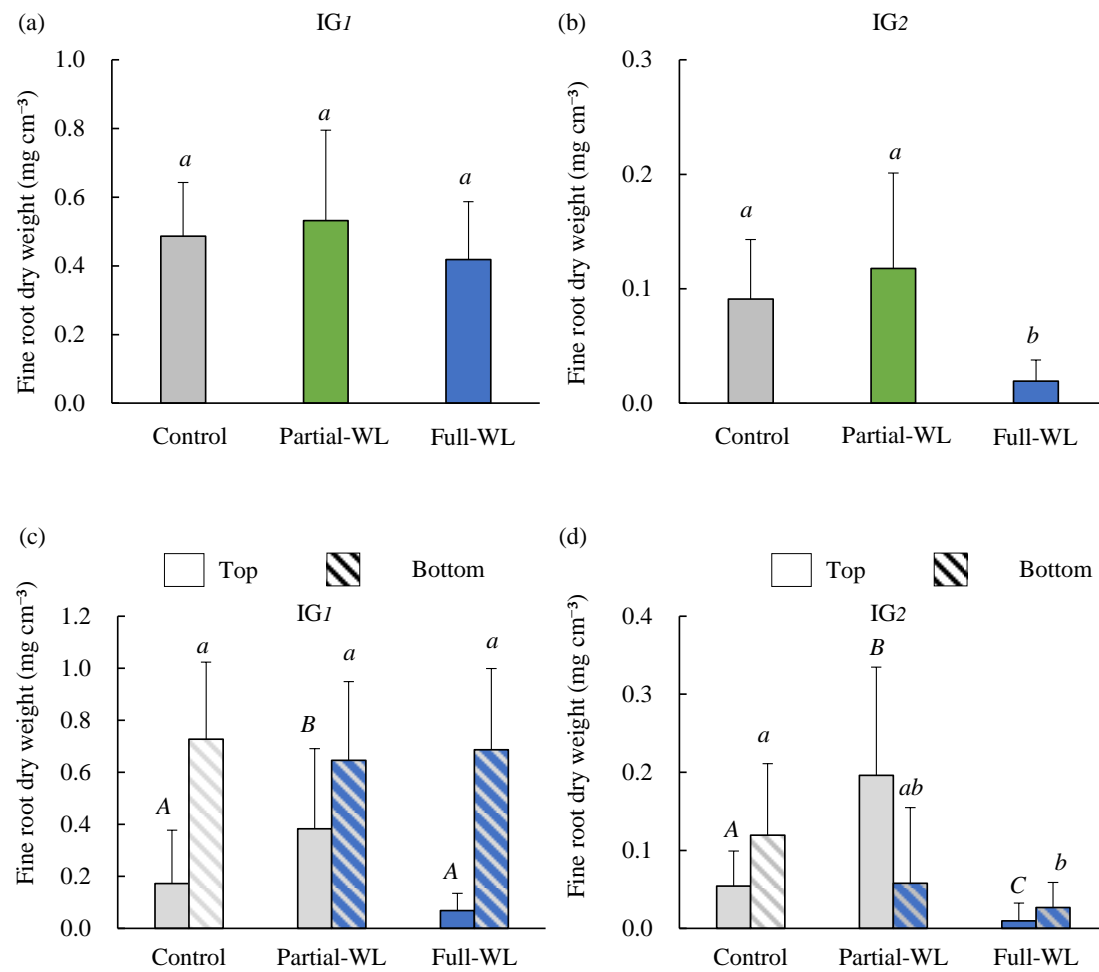 (a)
IG1
Fine root dry weight (mg cm⁻³)
1.0
0.8
0.6
0.4
0.2
0.0
a
a
a
Control
Partial-WL
Full-WL
(b)
IG2
Fine root dry weight (mg cm⁻³)
0.3
0.2
0.1
0.0
a
a
b
Control
Partial-WL
Full-WL
(c)
Top
Bottom
IG1
Fine root dry weight (mg cm⁻³)
1.2
1.0
0.8
0.6
0.4
0.2
0.0
A
a
B
a
A
a
Control
Partial-WL
Full-WL
(d)
Top
Bottom
IG2
Fine root dry weight (mg cm⁻³)
0.4
0.3
0.2
0.1
0.0
A
a
B
ab
C
b
Control
Partial-WL
Full-WL